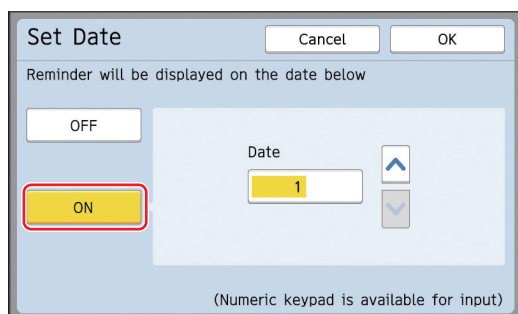 Set Date
Cancel
OK
Reminder will be displayed on the date below
OFF
Date
1
ON
(Numeric keypad is available for input)